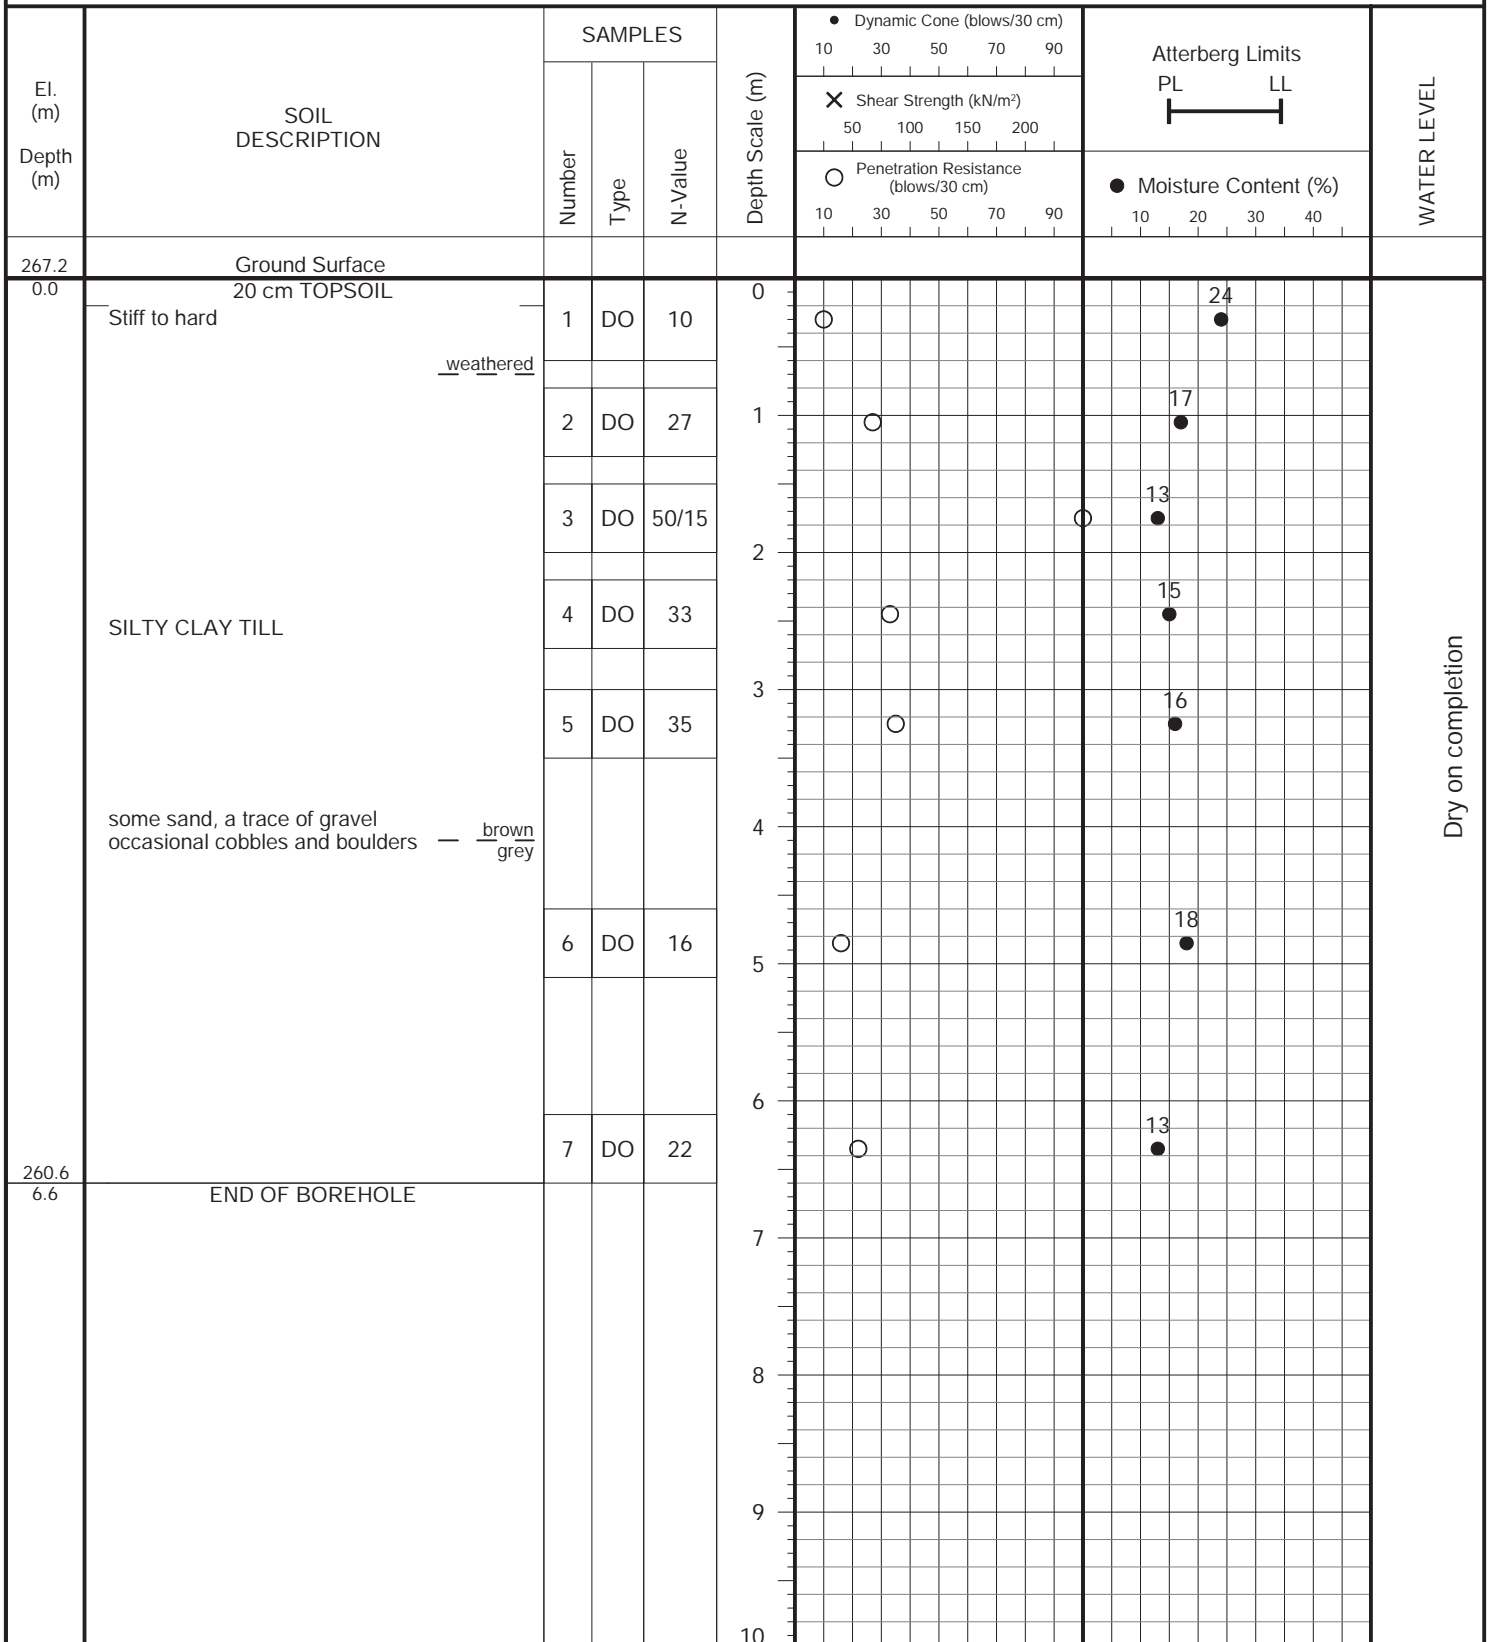 El.
(m)
Depth
(m)
SOIL
DESCRIPTION
SAMPLES
Number
Type
N-Value
Depth Scale (m)
Dynamic Cone (blows/30 cm)
10 30 50 70 90
Shear Strength (kN/m²)
50 100 150 200
Penetration Resistance
(blows/30 cm)
10 30 50 70 90
Atterberg Limits
PL LL
Moisture Content (%)
10 20 30 40
WATER LEVEL
267.2 Ground Surface
0.0 20 cm TOPSOIL 0
Stiff to hard 1 DO 10 24
weathered
2 DO 27 1 17
3 DO 50/15 13
2
4 DO 33 15
SILTY CLAY TILL
3
5 DO 35 16
some sand, a trace of gravel
occasional cobbles and boulders brown 4
grey
6 DO 16 18
5
6
7 DO 22 13
260.6
6.6 END OF BOREHOLE
7
8
9
10
Dry on completion